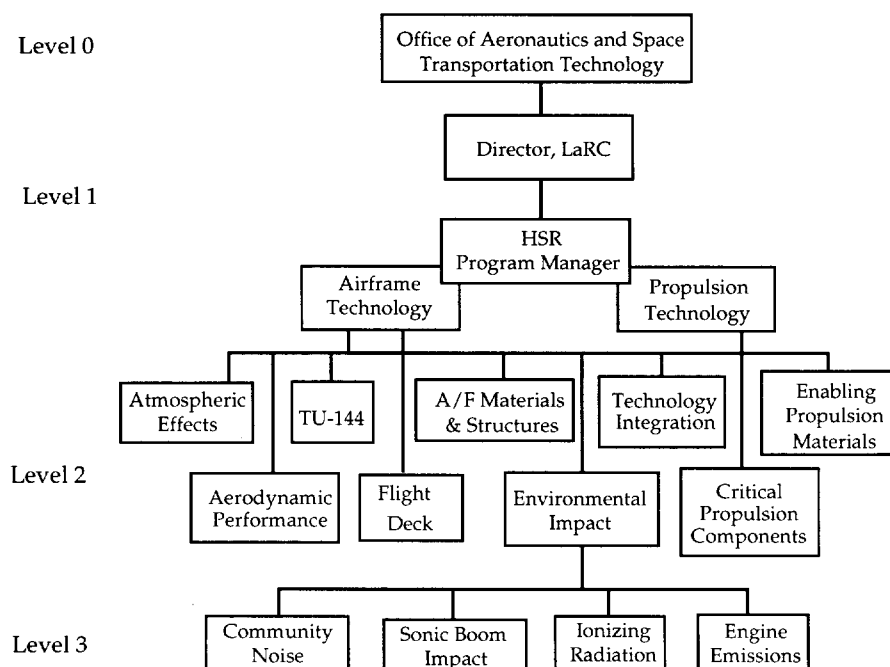 Level 0
Office of Aeronautics and Space
Transportation Technology
Director, LaRC
Level 1
HSR
Program Manager
Airframe
Technology
Propulsion
Technology
Atmospheric
Effects
TU-144
A/F Materials
& Structures
Technology
Integration
Enabling
Propulsion
Materials
Level 2
Aerodynamic
Performance
Flight
Deck
Environmental
Impact
Critical
Propulsion
Components
Level 3
Community
Noise
Sonic Boom
Impact
Ionizing
Radiation
Engine
Emissions